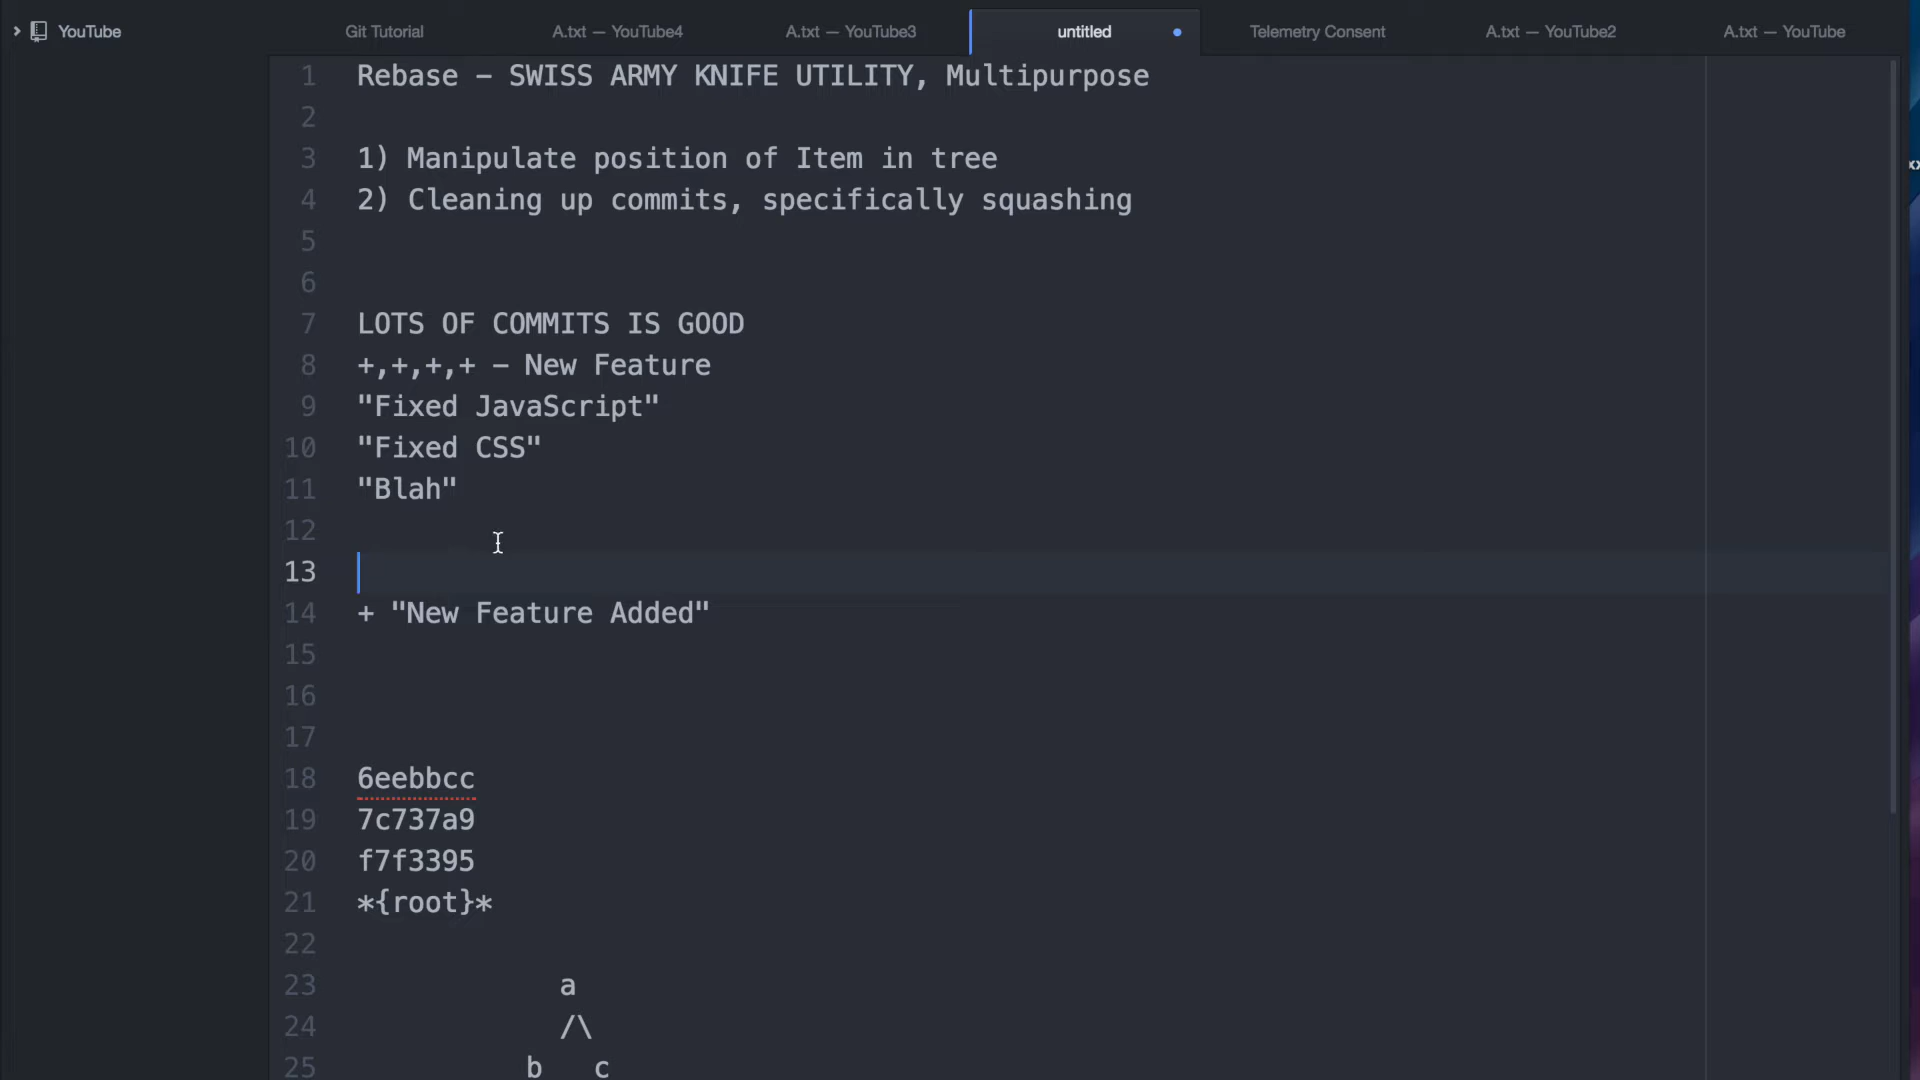 YouTube
Git Tutorial
A.txt — YouTube4
A.txt — YouTube3
untitled
Telemetry Consent
A.txt — YouTube2
A.txt — YouTube
1 Rebase – SWISS ARMY KNIFE UTILITY, Multipurpose
2
3 1) Manipulate position of Item in tree
4 2) Cleaning up commits, specifically squashing
5
6
7 LOTS OF COMMITS IS GOOD
8 +,+,+,+ – New Feature
9 "Fixed JavaScript"
10 "Fixed CSS"
11 "Blah"
12
13
14 + "New Feature Added"
15
16
17
18 6eebbcc
19 7c737a9
20 f7f3395
21 *{root}*
22
23 a
24 /\
25 b c